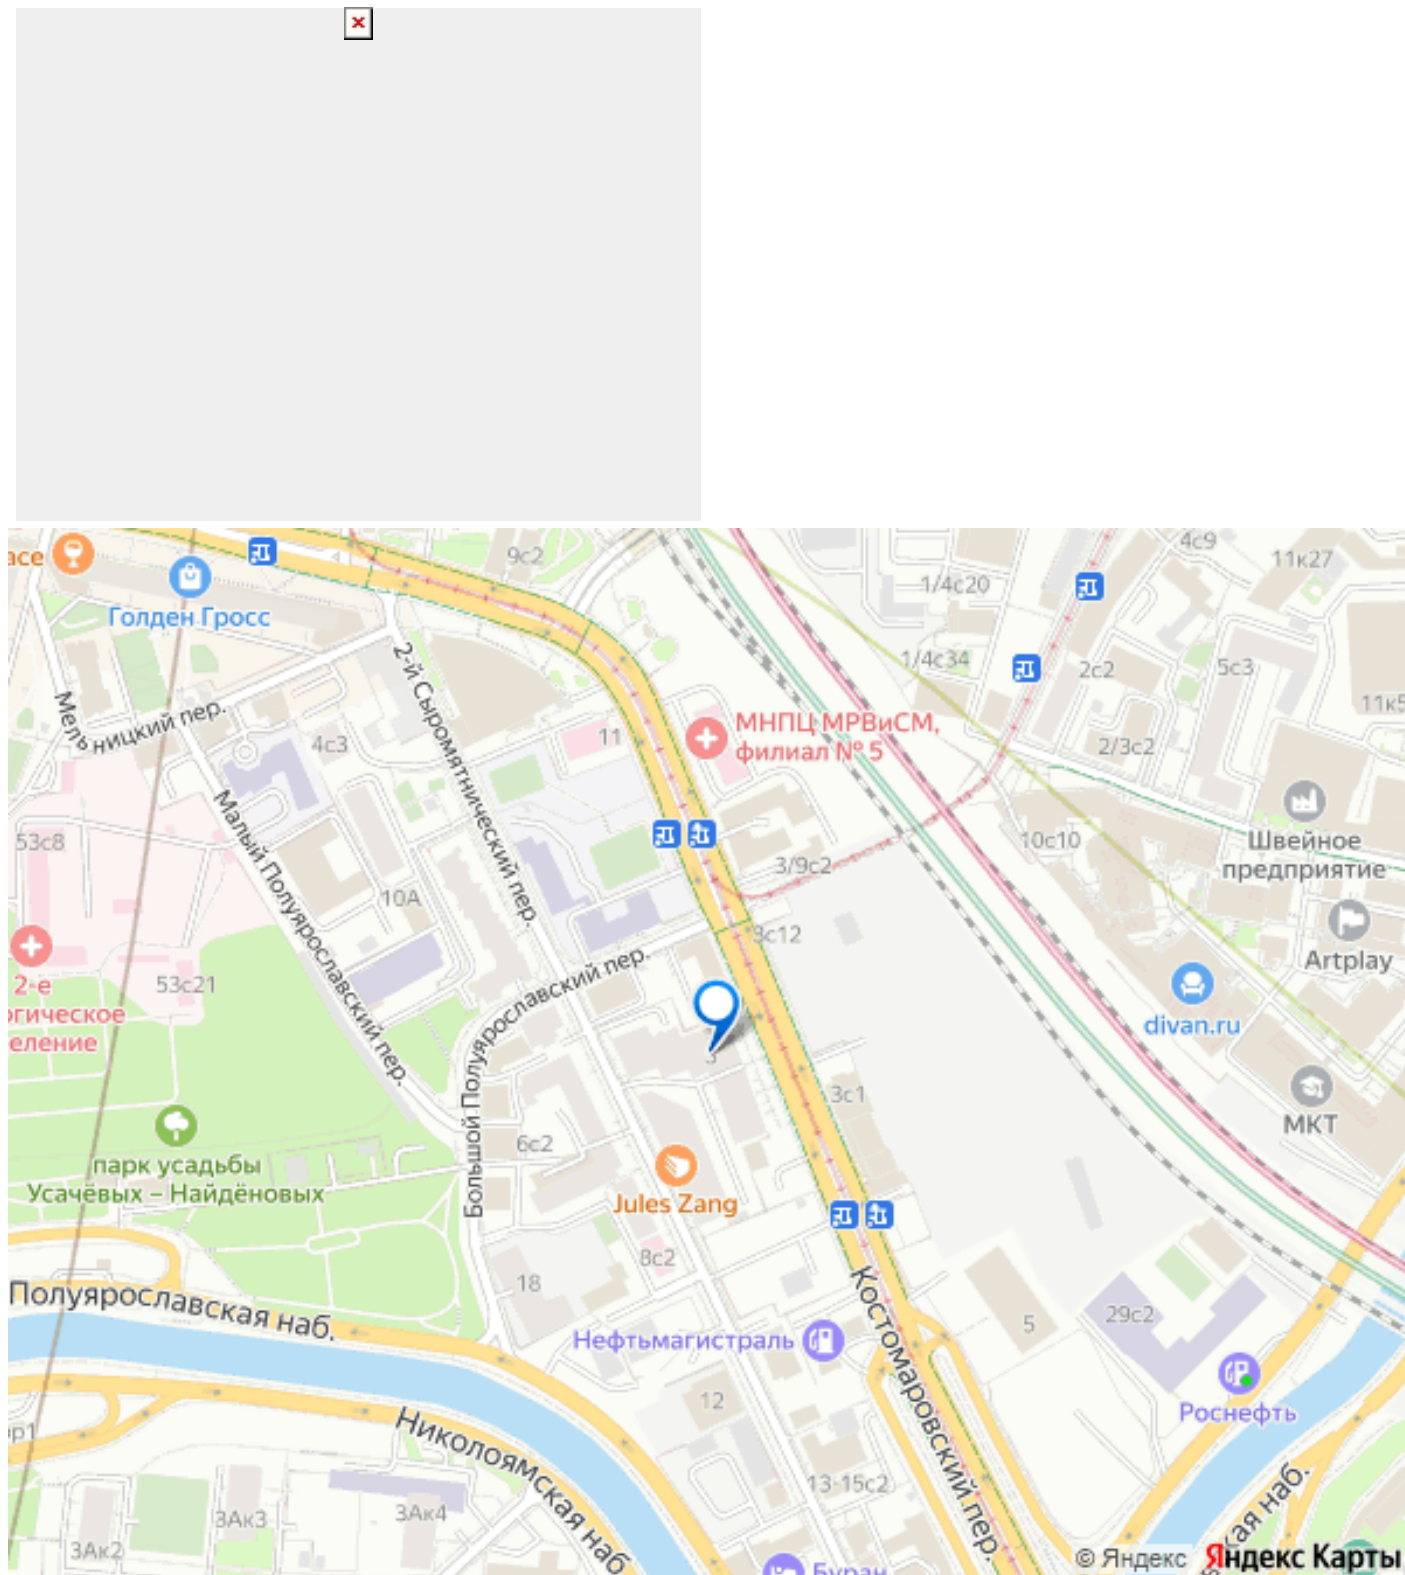 4с9
9с2
11к27
Голден Гросс
1/4с20
1/4с34
2с2
5с3
2-й Сыромятнический пер.
Мельницкий пер.
4с3
11
МНПЦ МРВиСМ,
филиал № 5
2/3с2
Малый Полуярославский пер.
53с8
10А
3/9с2
10с10
Швейное
предприятие
3с12
Artplay
2-е
53с21
Большой Полуярославский пер.
divan.ru
3с1
МКТ
парк усадьбы
Усачёвых – Найдёновых
6с2
Jules Zang
8с2
18
Полуярославская наб.
Нефтьмагистраль
Костомаровский пер.
5
29с2
Роснефть
12
Николоямская наб
13-15с2
3Ак3
3Ак4
3Ак2
Буран
© Яндекс Яндекс Карты